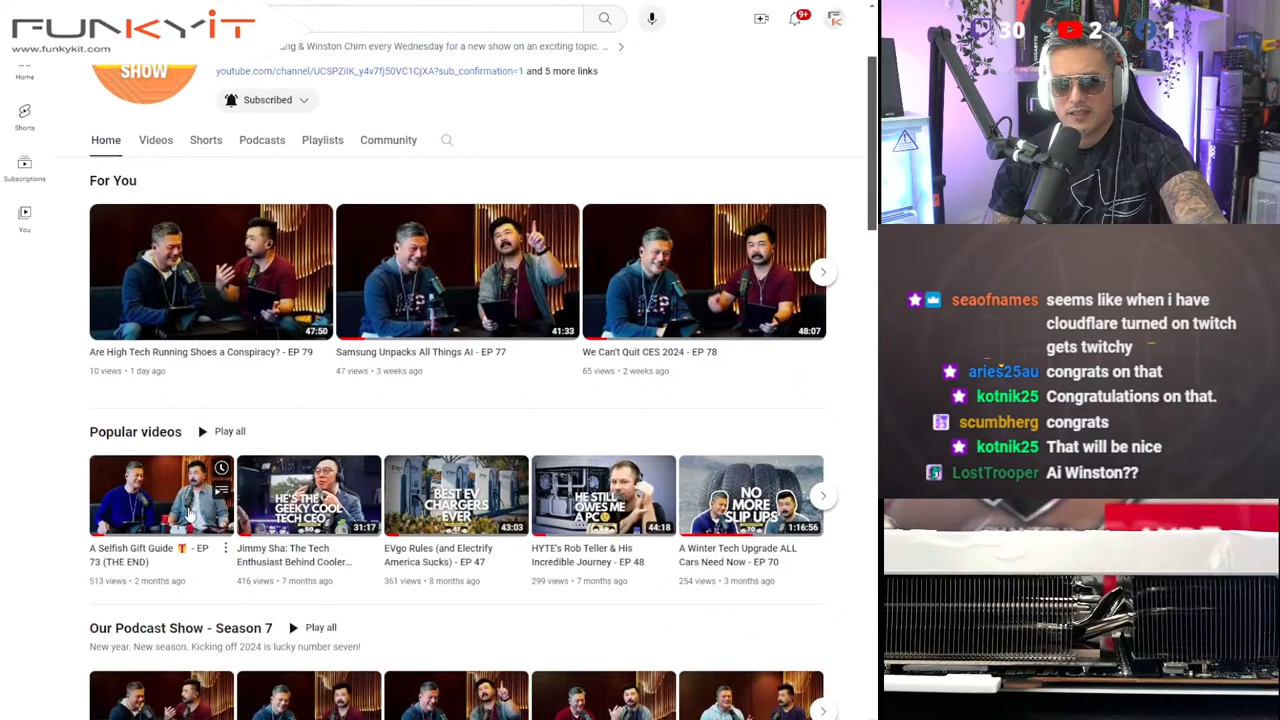 FUNKYIT
www.funkykit.com
9+
ng & Winston Chim every Wednesday for a new show on an exciting topic. ...
SHOW
youtube.com/channel/UCSPZiIK_y4v7fj50VC1CjXA?sub_confirmation=1 and 5 more links
Subscribed
Home
Shorts
Subscriptions
You
Home Videos Shorts Podcasts Playlists Community
For You
47:50
41:33
48:07
Are High Tech Running Shoes a Conspiracy? - EP 79
10 views • 1 day ago
Samsung Unpacks All Things AI - EP 77
47 views • 3 weeks ago
We Can't Quit CES 2024 - EP 78
65 views • 2 weeks ago
Popular videos Play all
HE'S THE
GEEKY COOL
TECH CEO
50
31:17
BEST EV
CHARGERS
EVER
47
43:03
HE STILL
OWES ME
A PC
48
44:18
NO
MORE
SLIP UPS
70
1:16:56
A Selfish Gift Guide 🎁 - EP
73 (THE END)
513 views • 2 months ago
Jimmy Sha: The Tech
Enthusiast Behind Cooler...
416 views • 7 months ago
EVgo Rules (and Electrify
America Sucks) - EP 47
361 views • 8 months ago
HYTE's Rob Teller & His
Incredible Journey - EP 48
299 views • 7 months ago
A Winter Tech Upgrade ALL
Cars Need Now - EP 70
254 views • 3 months ago
Our Podcast Show - Season 7 Play all
New year. New season. Kicking off 2024 is lucky number seven!
30 2 1
seaofnames seems like when i have
cloudflare turned on twitch
gets twitchy
aries25au congrats on that
kotnik25 Congratulations on that.
scumbherg congrats
kotnik25 That will be nice
LostTrooper Ai Winston??